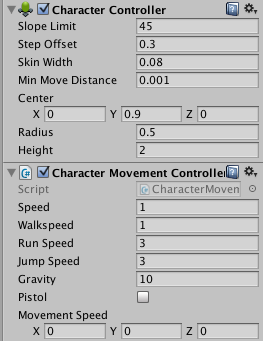 Character Controller
Slope Limit 45
Step Offset 0.3
Skin Width 0.08
Min Move Distance 0.001
Center
X 0 Y 0.9 Z 0
Radius 0.5
Height 2
Character Movement Controller
Script CharacterMoven
Speed 1
Walkspeed 1
Run Speed 3
Jump Speed 3
Gravity 10
Pistol
Movement Speed
X 0 Y 0 Z 0